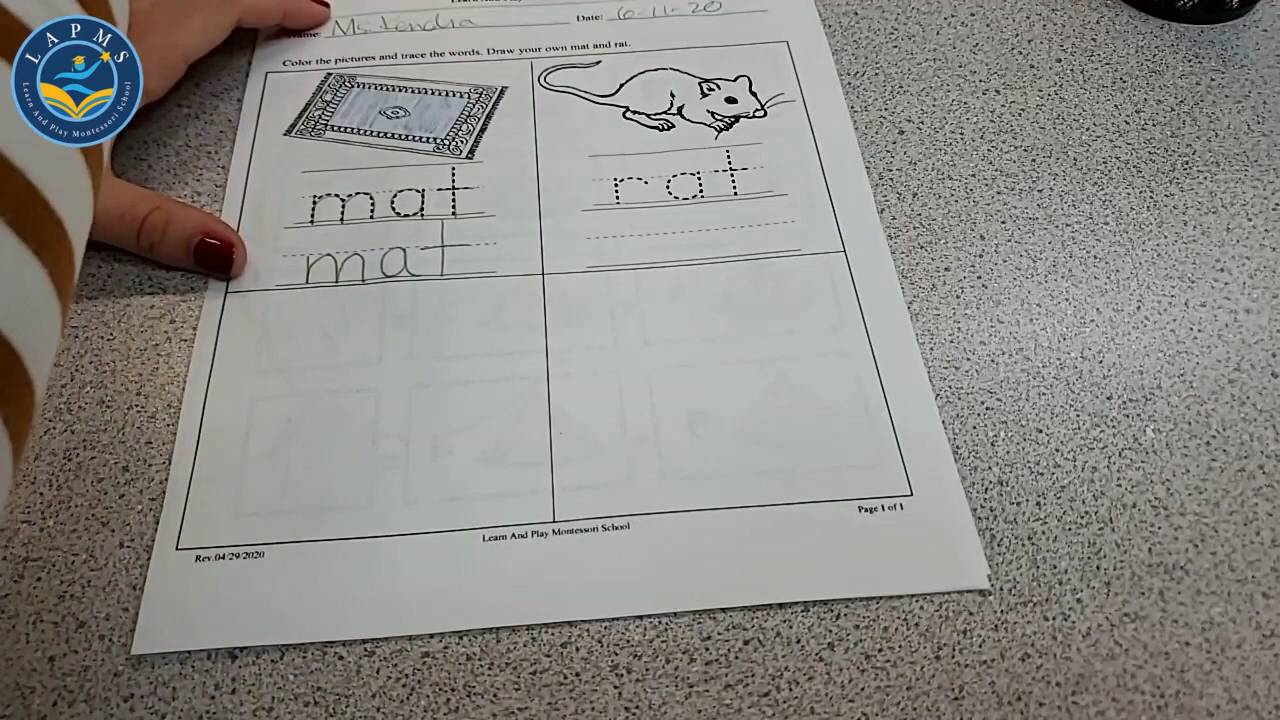 LAPMS
Learn And Play Montessori School
Name: Ms. Tendra Date: 6-11-20
Color the pictures and trace the words. Draw your own mat and rat.
mat
mat
rat
Rev.04/29/2020
Learn And Play Montessori School
Page 1 of 1